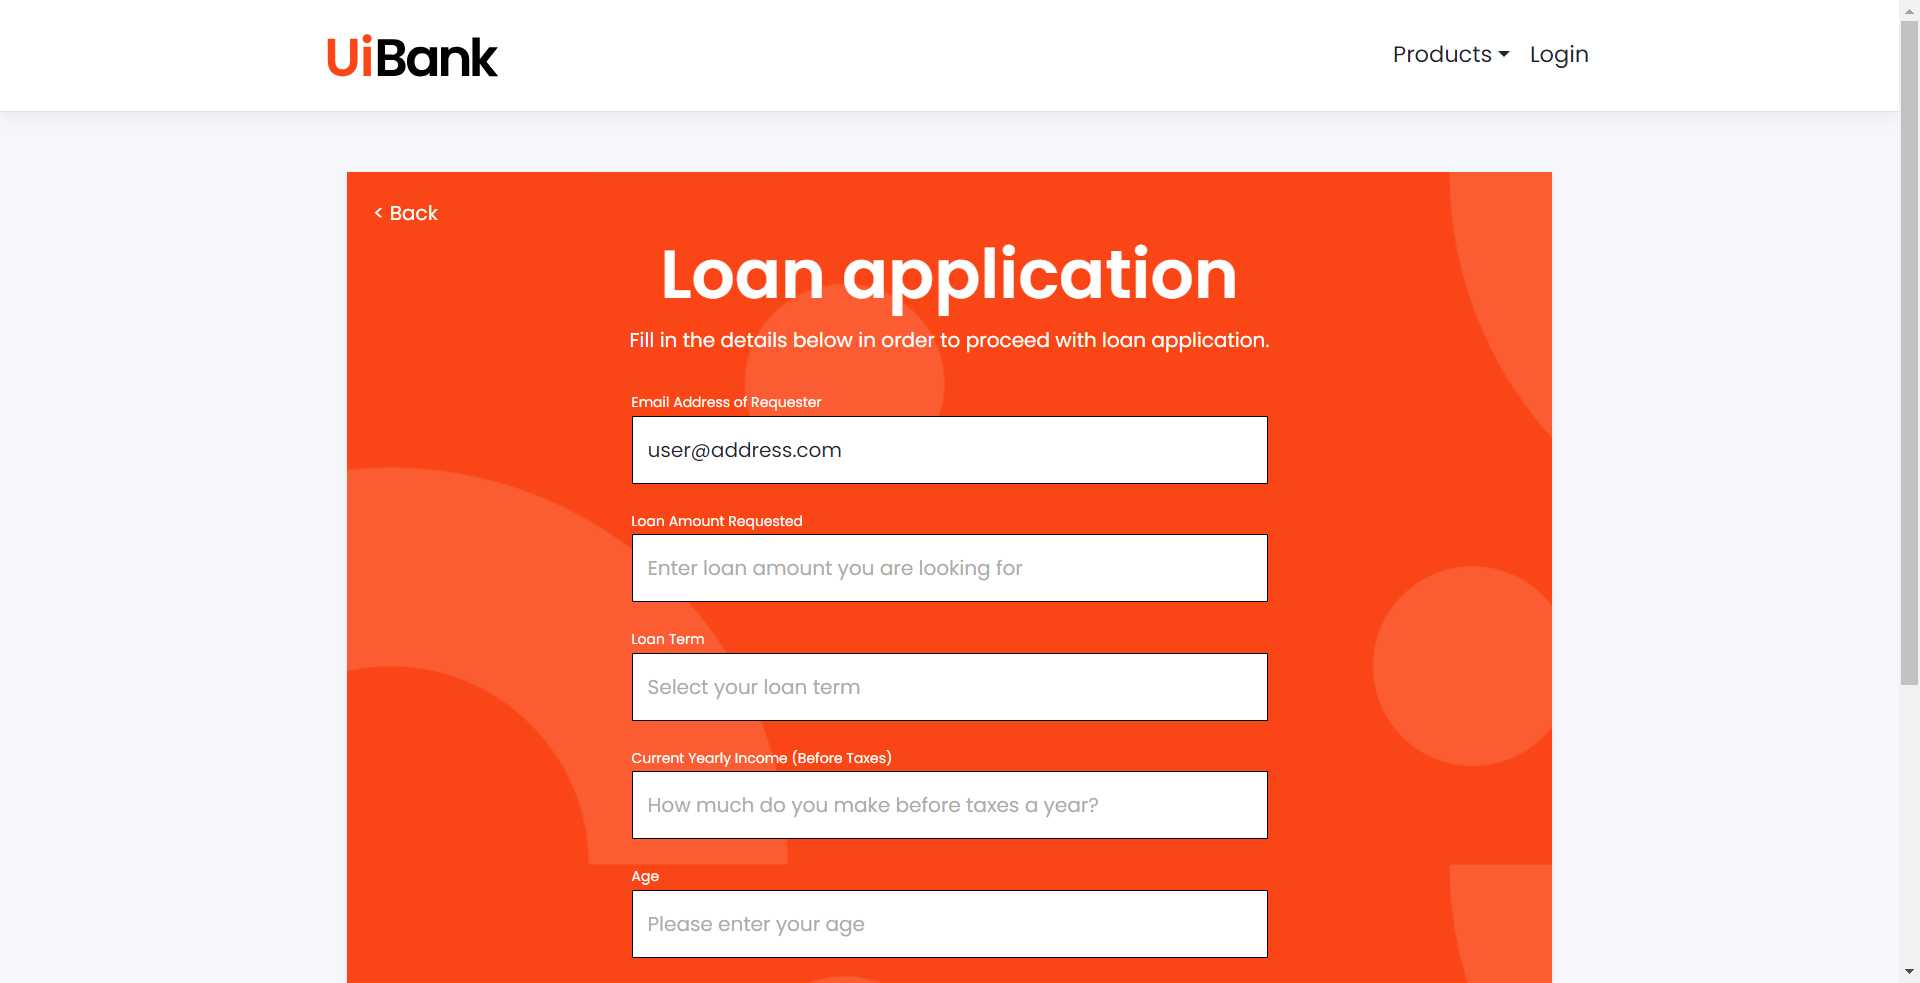 UiBank
Products Login
< Back
Loan application
Fill in the details below in order to proceed with loan application.
Email Address of Requester
user@address.com
Loan Amount Requested
Enter loan amount you are looking for
Loan Term
Select your loan term
Current Yearly Income (Before Taxes)
How much do you make before taxes a year?
Age
Please enter your age